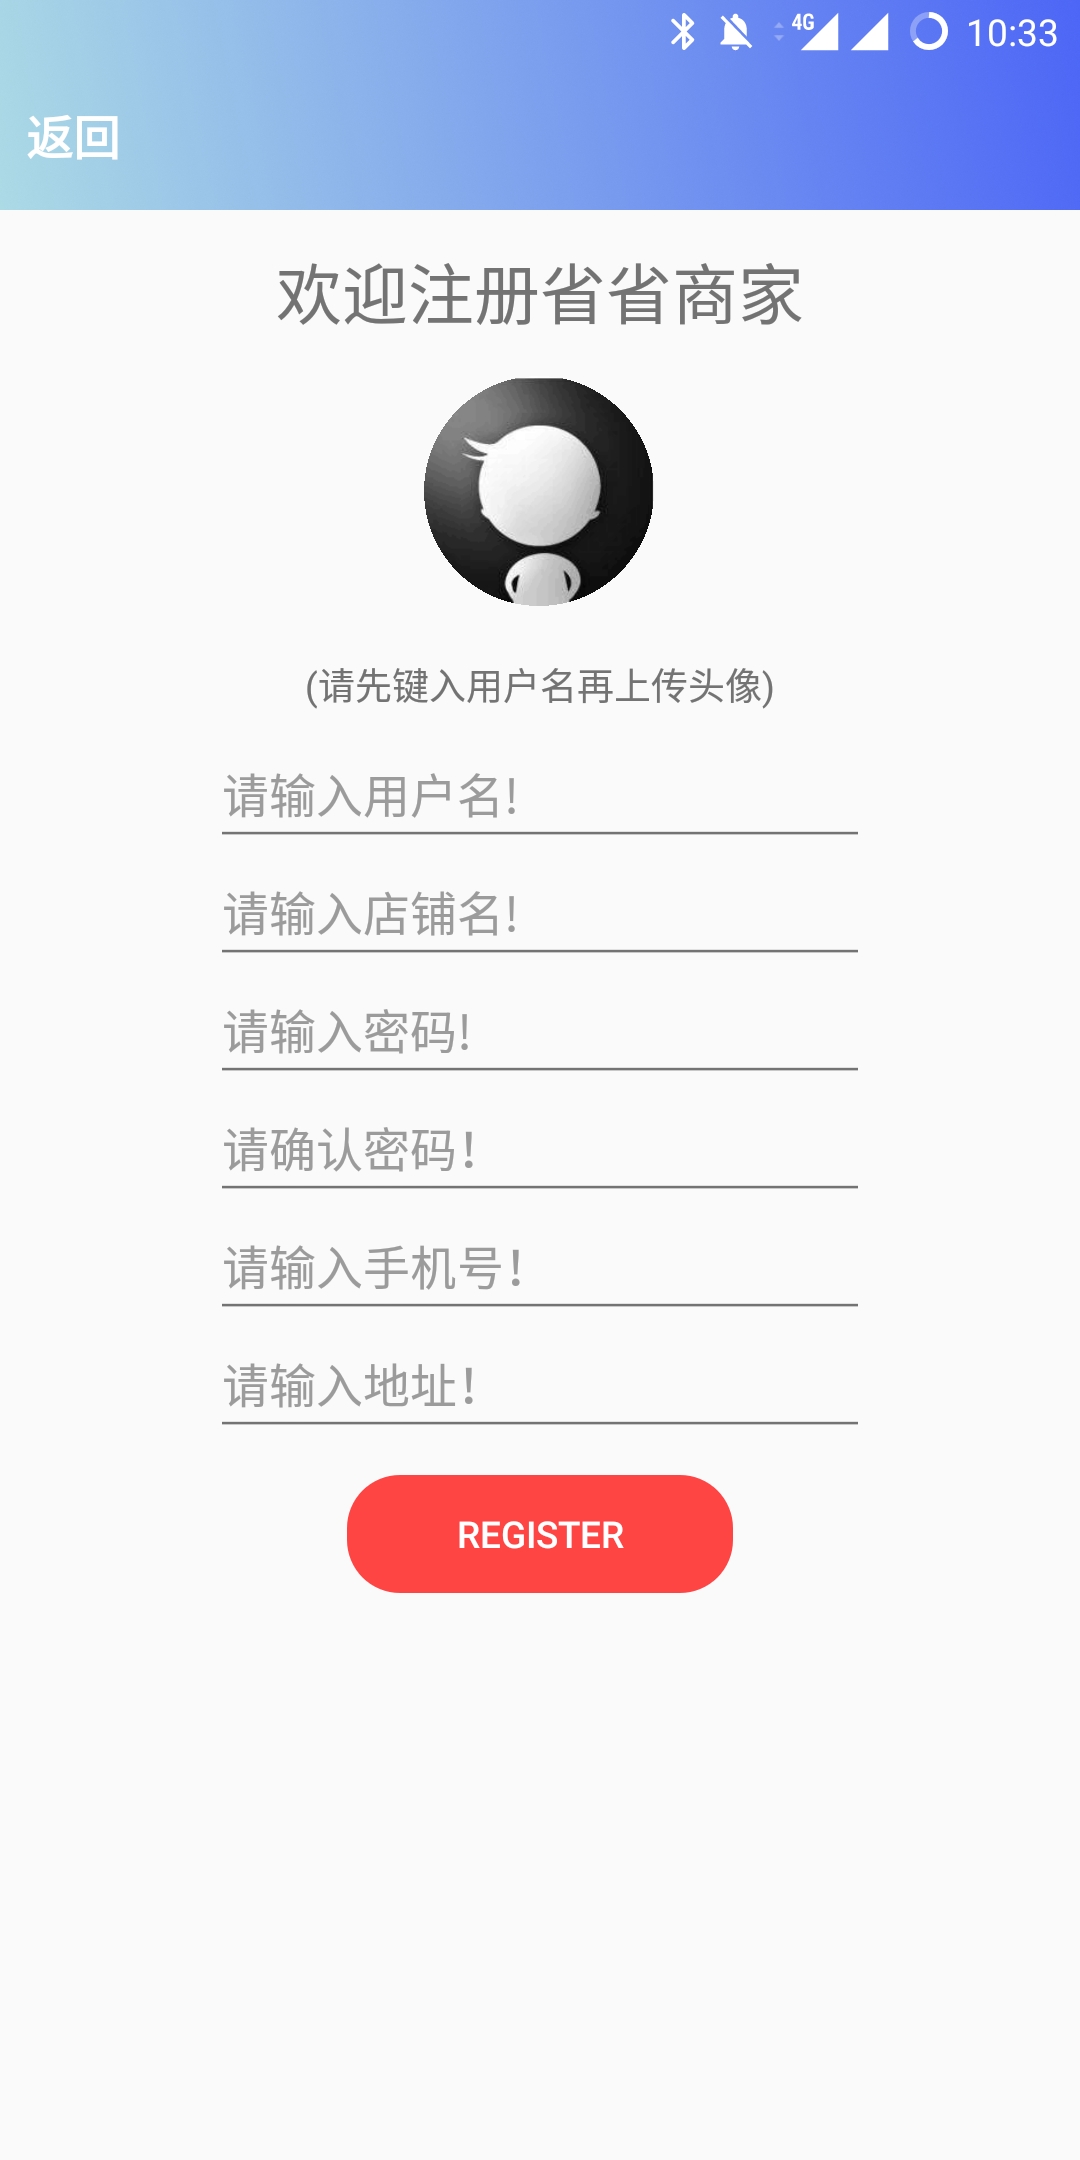 4G 10:33
返回
欢迎注册省省商家
(请先键入用户名再上传头像)
请输入用户名!
请输入店铺名!
请输入密码!
请确认密码！
请输入手机号！
请输入地址！
REGISTER